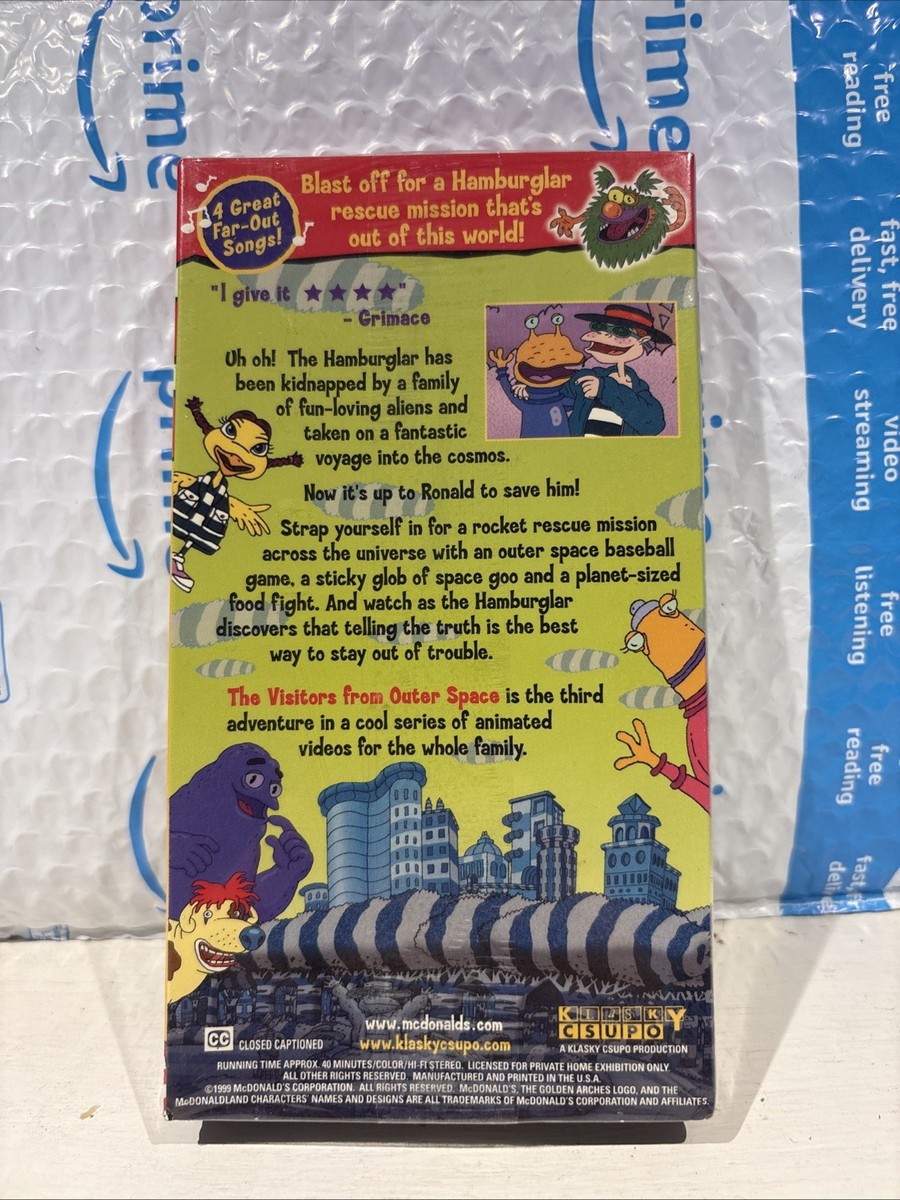 4 Great
Far-Out
Songs!
Blast off for a Hamburglar
rescue mission that's
out of this world!
"I give it ★★★★"
- Grimace
Uh oh! The Hamburglar has
been kidnapped by a family
of fun-loving aliens and
taken on a fantastic
voyage into the cosmos.
Now it's up to Ronald to save him!
Strap yourself in for a rocket rescue mission
across the universe with an outer space baseball
game, a sticky glob of space goo and a planet-sized
food fight. And watch as the Hamburglar
discovers that telling the truth is the best
way to stay out of trouble.
The Visitors from Outer Space is the third
adventure in a cool series of animated
videos for the whole family.
CC CLOSED CAPTIONED
www.mcdonalds.com
www.klaskycsupo.com
KLASKY
CSUPO
A KLASKY CSUPO PRODUCTION
RUNNING TIME APPROX. 40 MINUTES/COLOR/HI-FI STEREO. LICENSED FOR PRIVATE HOME EXHIBITION ONLY.
ALL OTHER RIGHTS RESERVED. MANUFACTURED AND PRINTED IN THE U.S.A.
©1999 McDONALD'S CORPORATION. ALL RIGHTS RESERVED. McDONALD'S, THE GOLDEN ARCHES LOGO, AND THE
McDONALDLAND CHARACTERS' NAMES AND DESIGNS ARE ALL TRADEMARKS OF McDONALD'S CORPORATION AND AFFILIATES.
prime
prime
free
reading
fast, free
delivery
video
streaming
free
listening
free
reading
fast,